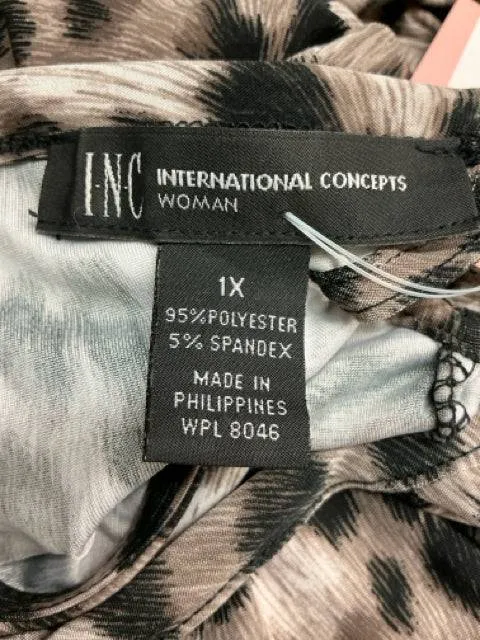 I·N·C INTERNATIONAL CONCEPTS
WOMAN
1X
95%POLYESTER
5% SPANDEX
MADE IN
PHILIPPINES
WPL 8046